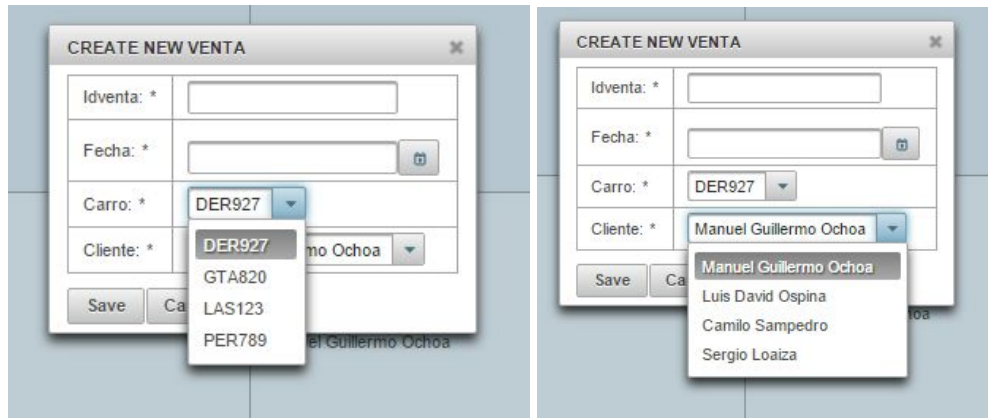 CREATE NEW VENTA
Idventa: *
Fecha: *
Carro: * DER927
DER927
GTA820
LAS123
PER789
Cliente: * mo Ochoa
Save Ca
el Guillermo Ochoa
CREATE NEW VENTA
Idventa: *
Fecha: *
Carro: * DER927
Cliente: * Manuel Guillermo Ochoa
Manuel Guillermo Ochoa
Luis David Ospina
Camilo Sampedro
Sergio Loaiza
Save Ca
hoa